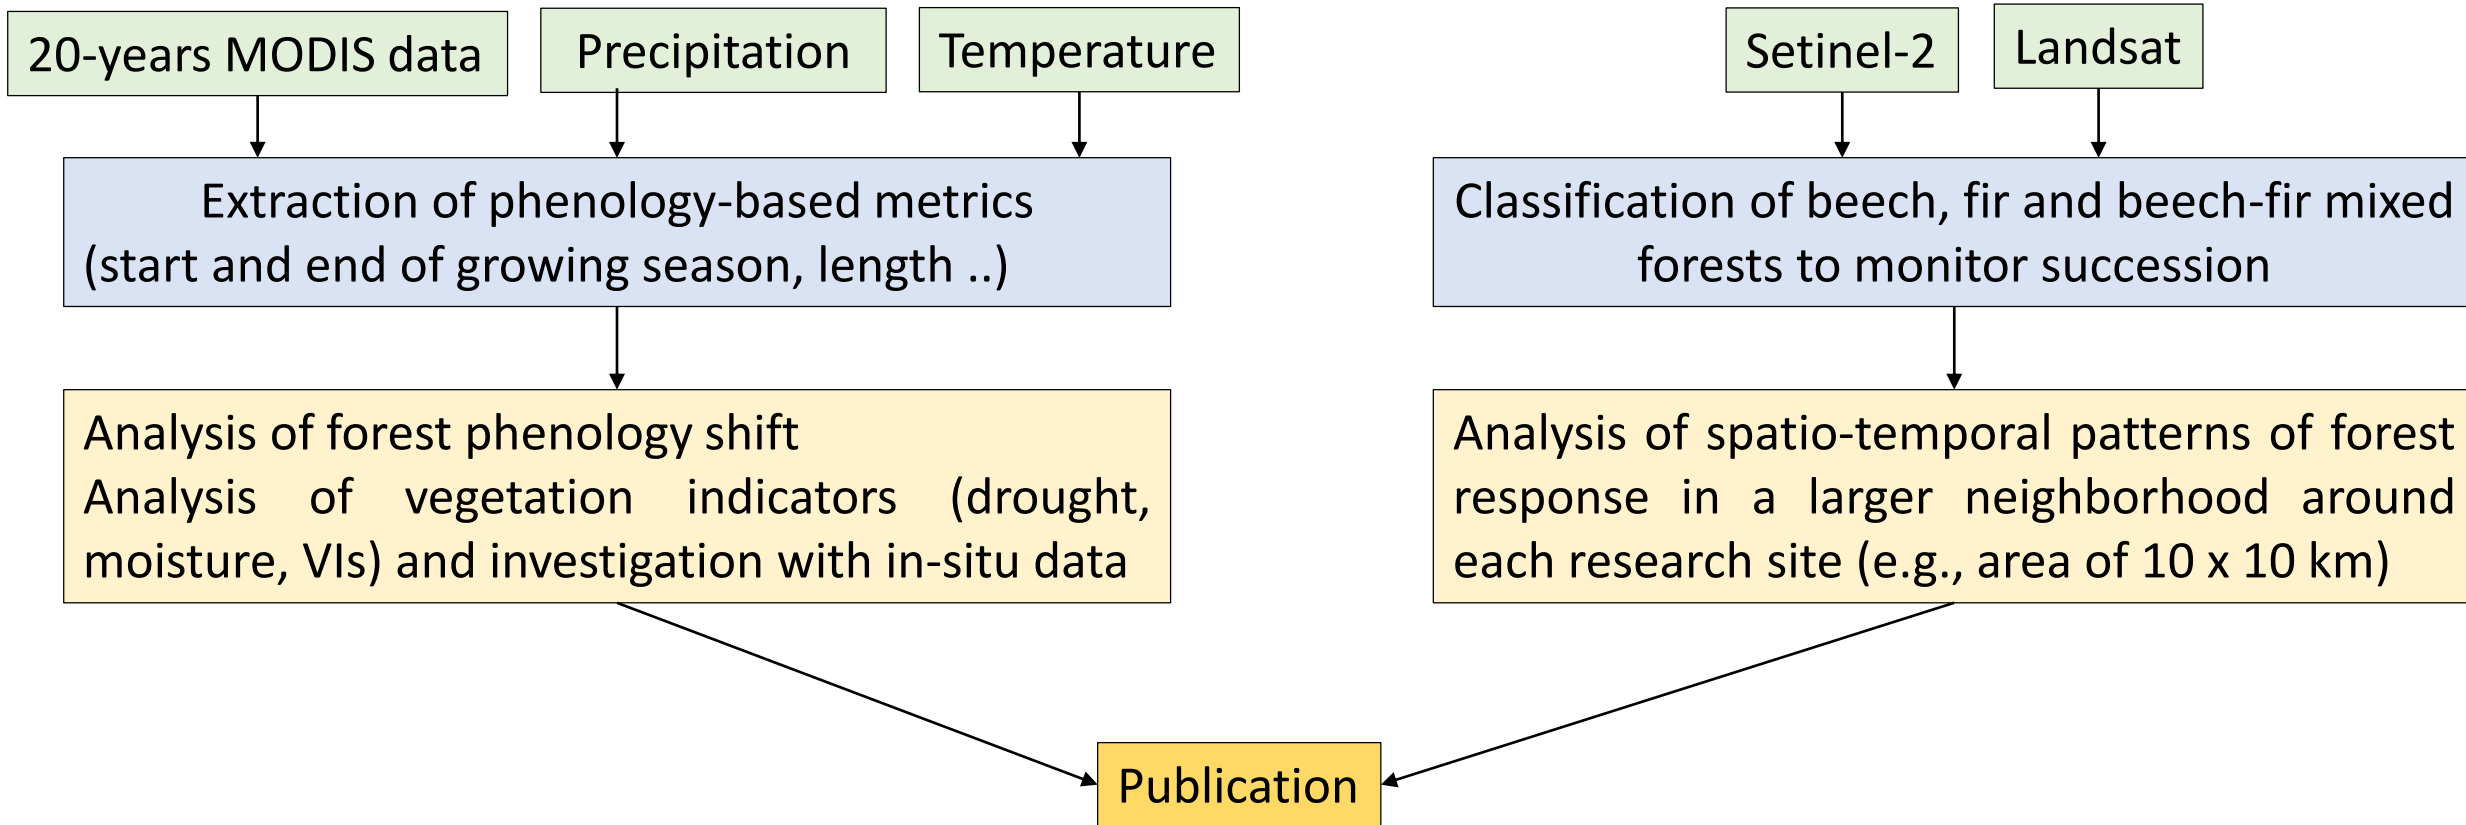 20-years MODIS data
Precipitation
Temperature
Setinel-2
Landsat
Extraction of phenology-based metrics
(start and end of growing season, length ..)
Classification of beech, fir and beech-fir mixed
forests to monitor succession
Analysis of forest phenology shift
Analysis of vegetation indicators (drought,
moisture, VIs) and investigation with in-situ data
Analysis of spatio-temporal patterns of forest
response in a larger neighborhood around
each research site (e.g., area of 10 x 10 km)
Publication